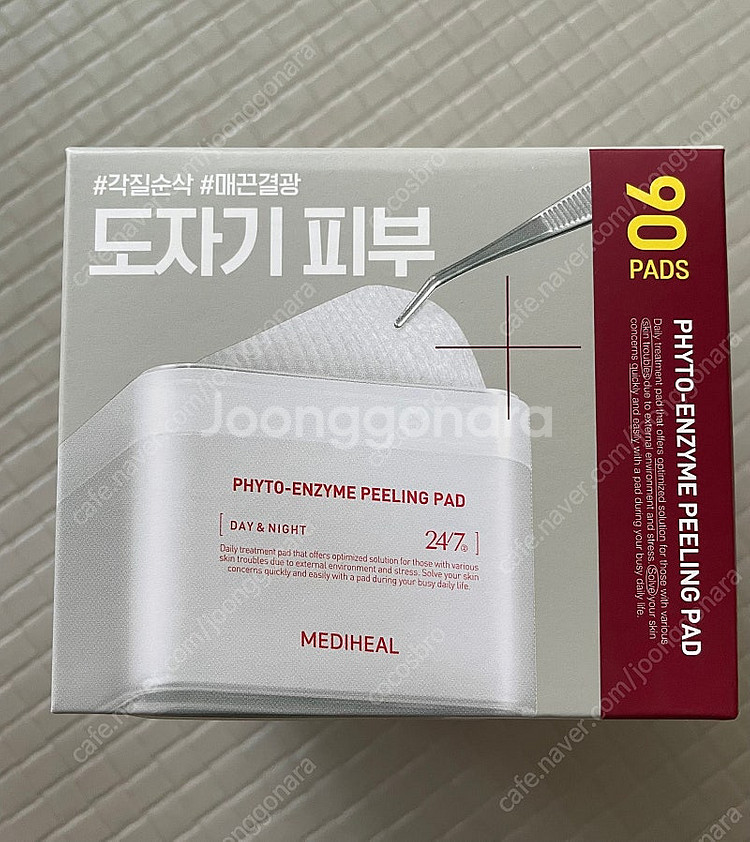 #각질순삭 #매끈결광
도자기 피부
90
PADS
PHYTO-ENZYME PEELING PAD
Daily treatment pad that offers optimized solution for those with various
skin troubles due to external environment and stress. Solve your skin
concerns quickly and easily with a pad during your busy daily life.
PHYTO-ENZYME PEELING PAD
DAY & NIGHT
24/7
Daily treatment pad that offers optimized solution for those with various
skin troubles due to external environment and stress. Solve your skin
concerns quickly and easily with a pad during your busy daily life.
MEDIHEAL
Joonggonara
cafe.naver.com/joonggonara
cocosbro